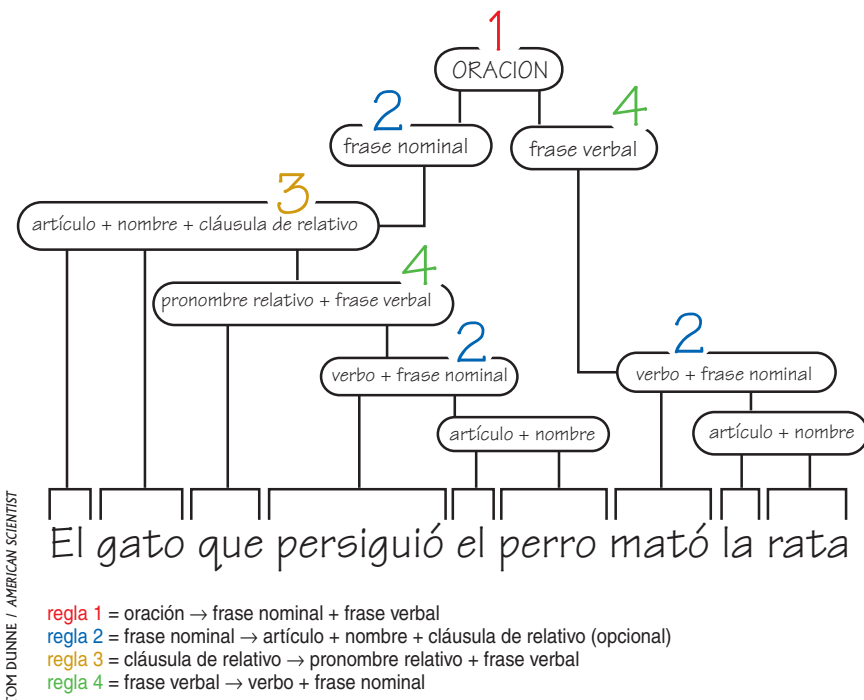 1
ORACION
2
4
frase nominal
frase verbal
3
artículo + nombre + cláusula de relativo
4
pronombre relativo + frase verbal
2
2
verbo + frase nominal
verbo + frase nominal
artículo + nombre
artículo + nombre
El gato que persiguió el perro mató la rata
TOM DUNNE / AMERICAN SCIENTIST
regla 1 = oración → frase nominal + frase verbal
regla 2 = frase nominal → artículo + nombre + cláusula de relativo (opcional)
regla 3 = cláusula de relativo → pronombre relativo + frase verbal
regla 4 = frase verbal → verbo + frase nominal